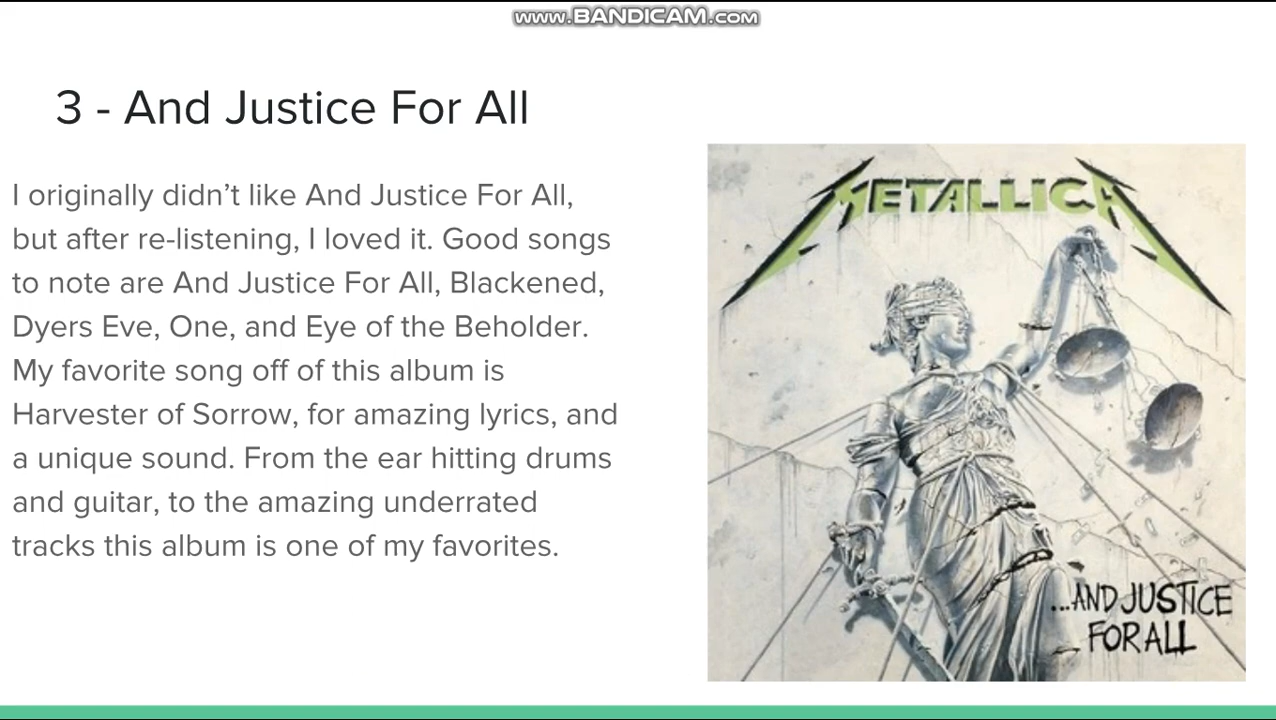 www.BANDICAM.com
3 - And Justice For All
I originally didn’t like And Justice For All,
but after re-listening, I loved it. Good songs
to note are And Justice For All, Blackened,
Dyers Eve, One, and Eye of the Beholder.
My favorite song off of this album is
Harvester of Sorrow, for amazing lyrics, and
a unique sound. From the ear hitting drums
and guitar, to the amazing underrated
tracks this album is one of my favorites.
METALLICA
...AND JUSTICE
FOR ALL